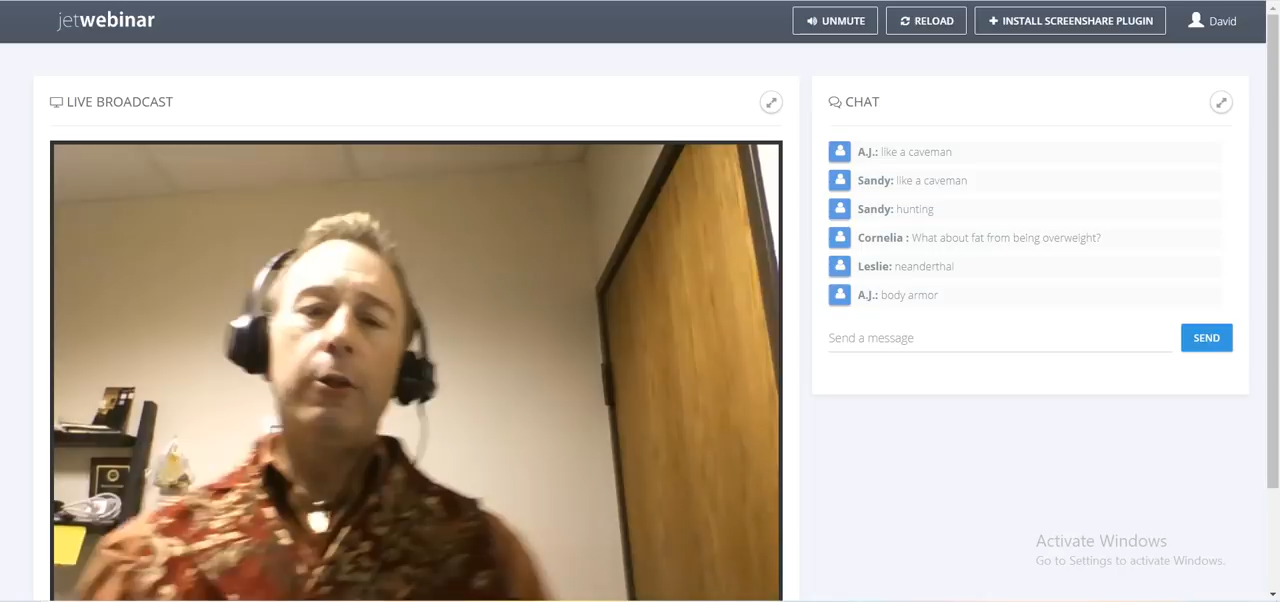 jetwebinar
UNMUTE
RELOAD
INSTALL SCREENSHARE PLUGIN
David
LIVE BROADCAST
CHAT
A.J.: like a caveman
Sandy: like a caveman
Sandy: hunting
Cornelia : What about fat from being overweight?
Leslie: neanderthal
A.J.: body armor
Send a message
SEND
Activate Windows
Go to Settings to activate Windows.